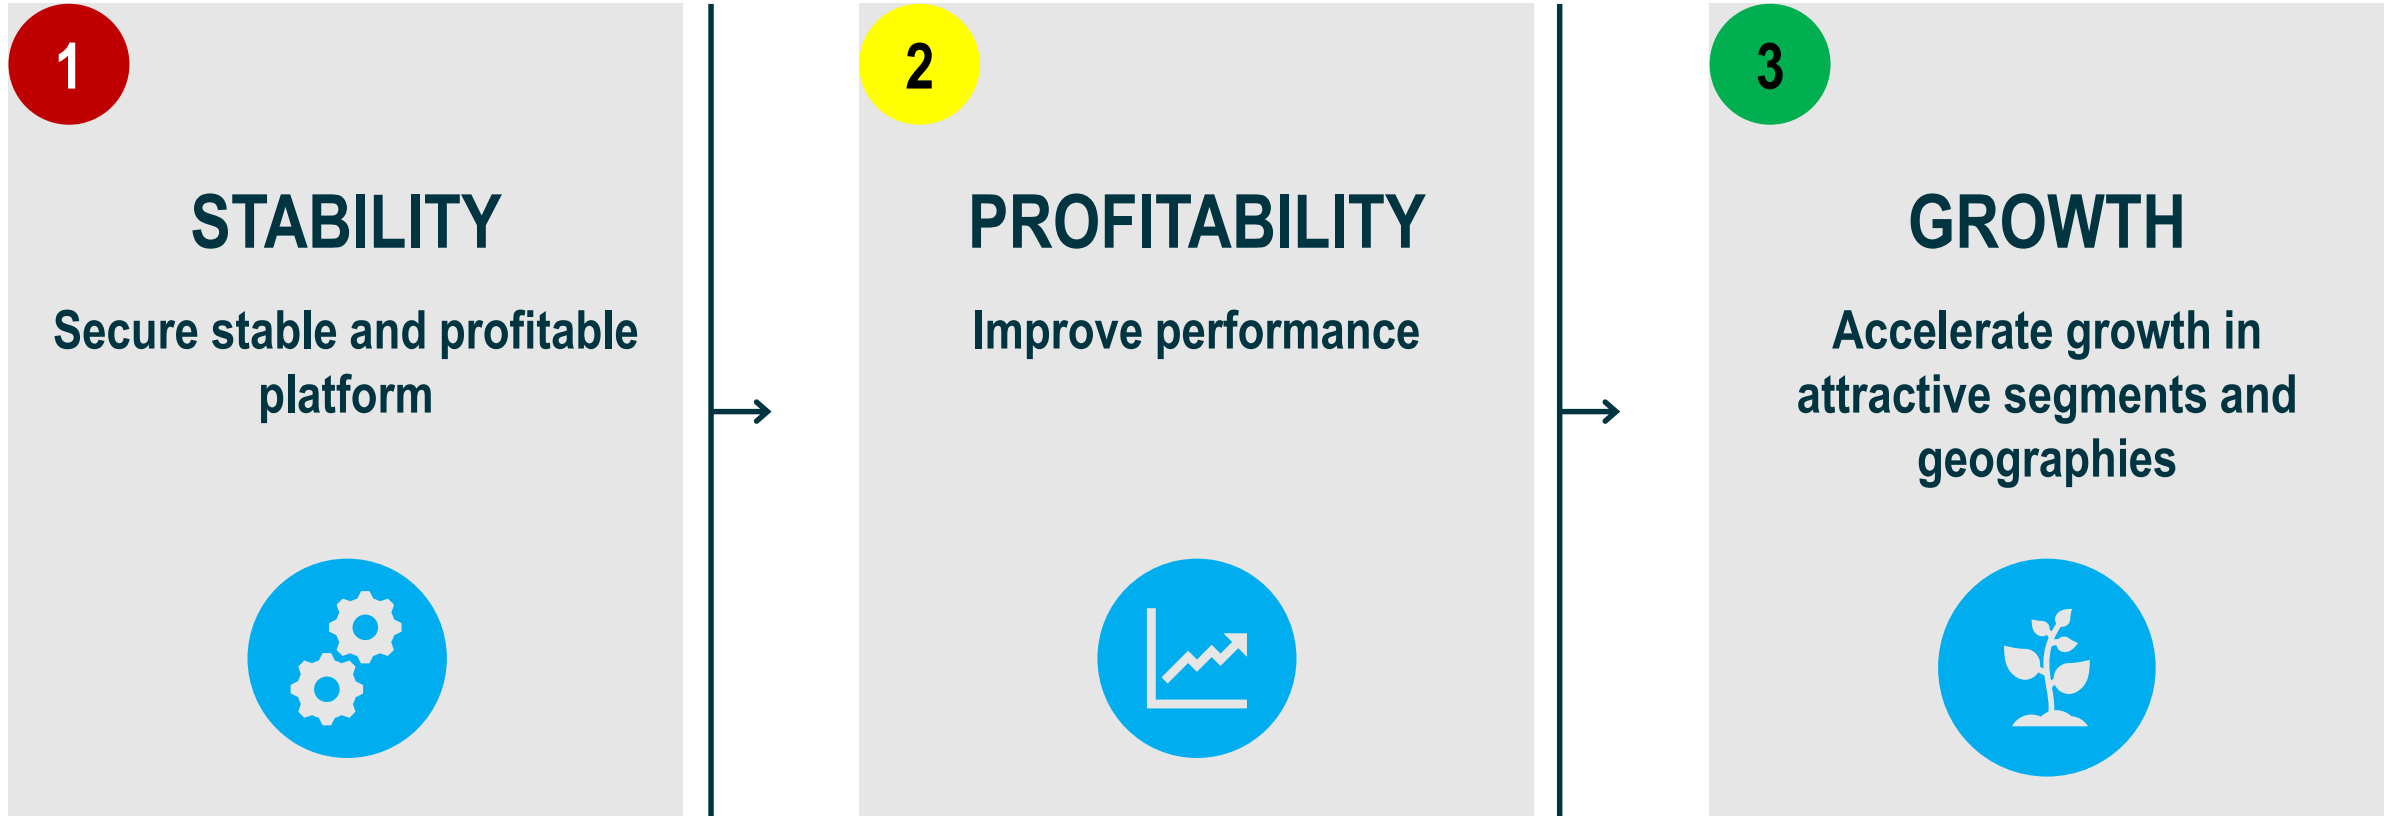 1
STABILITY
Secure stable and profitable
platform
2
PROFITABILITY
Improve performance
3
GROWTH
Accelerate growth in
attractive segments and
geographies